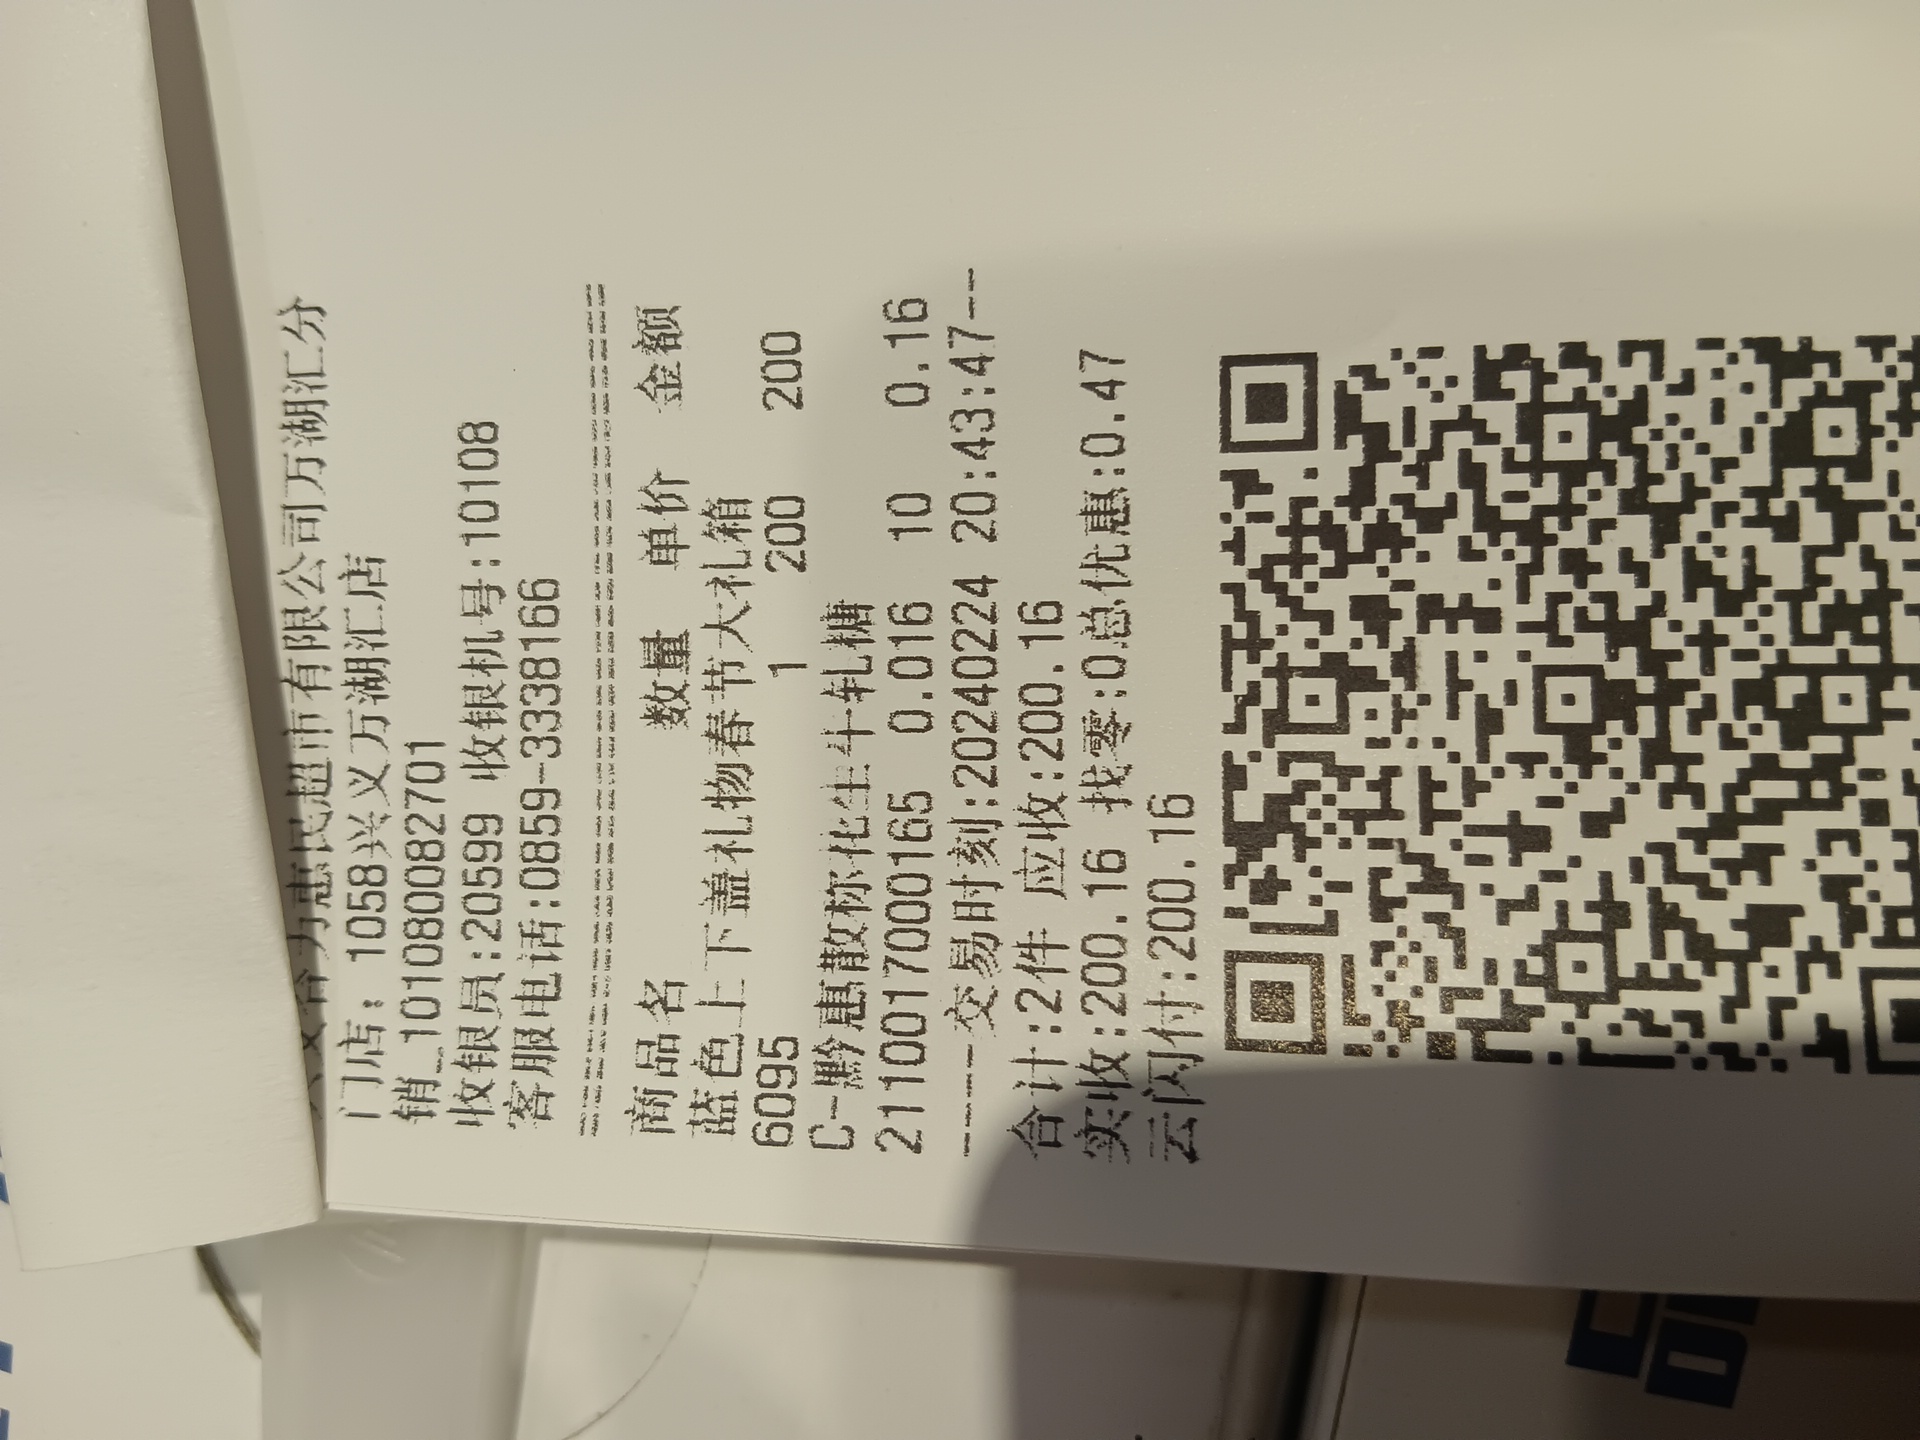 合力惠民超市有限公司万湖汇分
门店: 1058兴义万湖汇店
销_101080082701
收银员:205599 收银机号:10108
客服电话:0859-3338166
================================
商品名 数量 单价 金额
蓝色上下盖礼物春节大礼箱
6095 1 200 200
C-黔惠散称化生牛轧糖
2110017000165 0.016 10 0.16
----交易时刻:20240224 20:43:47--
合计:2件 应收:200.16
实收:200.16 找零:0总优惠:0.47
云闪付:200.16